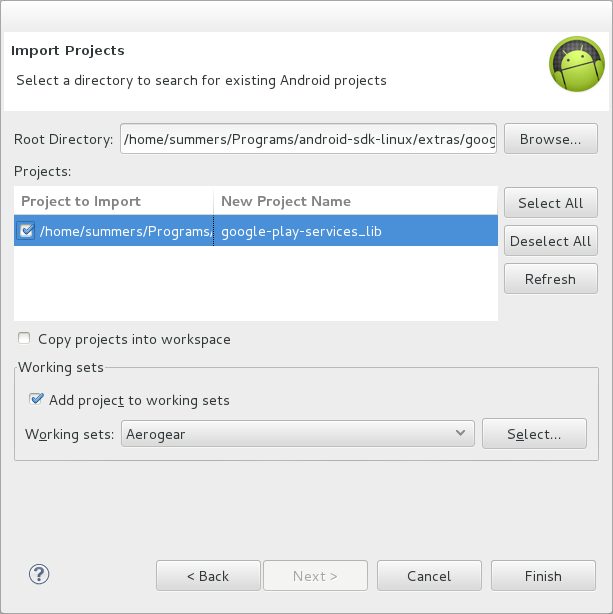 Import Projects
Select a directory to search for existing Android projects
Root Directory: /home/summers/Programs/android-sdk-linux/extras/goog Browse...
Projects:
Project to Import New Project Name Select All
/home/summers/Programs/ google-play-services_lib Deselect All
Refresh
Copy projects into workspace
Working sets
Add project to working sets
Working sets: Aerogear Select...
? < Back Next > Cancel Finish